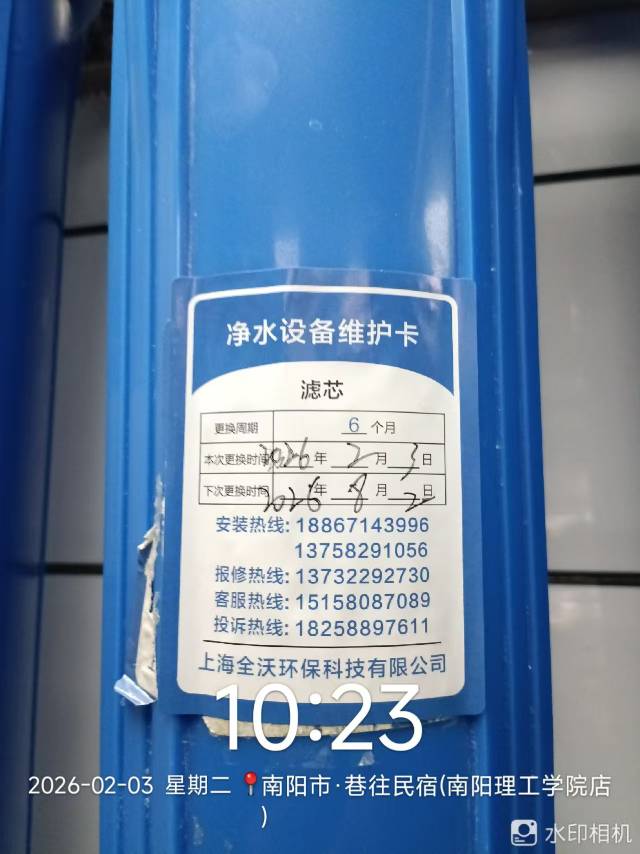 净水设备维护卡
滤芯
更换周期 6 个月
本次更换时间 2026 年 2 月 3 日
下次更换时间 2026 年 8 月 2 日
安装热线: 18867143996
13758291056
报修热线: 13732292730
客服热线: 15158087089
投诉热线: 18258897611
上海全沃环保科技有限公司
10:23
2026-02-03 星期二 南阳市·巷往民宿(南阳理工学院店
)
水印相机